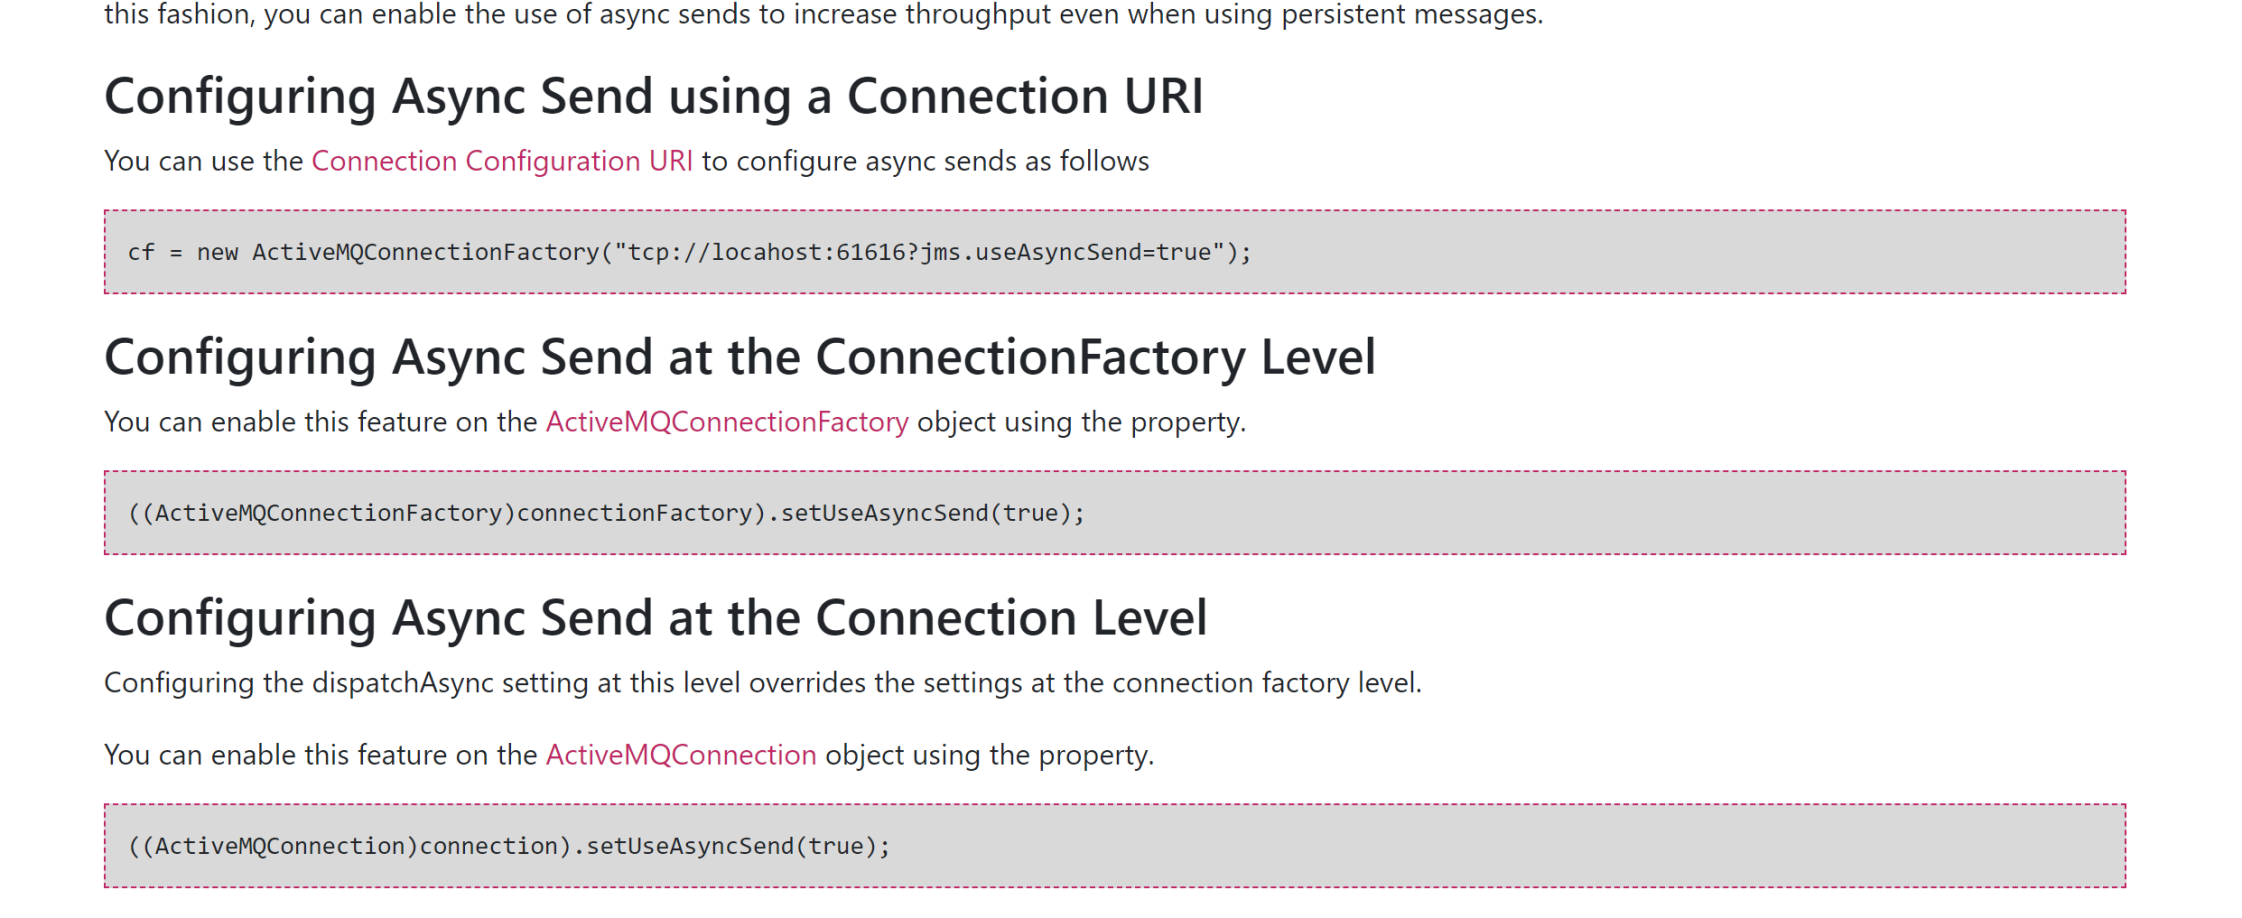 this fashion, you can enable the use of async sends to increase throughput even when using persistent messages.
Configuring Async Send using a Connection URI
You can use the Connection Configuration URI to configure async sends as follows
cf = new ActiveMQConnectionFactory("tcp://locahost:61616?jms.useAsyncSend=true");
Configuring Async Send at the ConnectionFactory Level
You can enable this feature on the ActiveMQConnectionFactory object using the property.
((ActiveMQConnectionFactory)connectionFactory).setUseAsyncSend(true);
Configuring Async Send at the Connection Level
Configuring the dispatchAsync setting at this level overrides the settings at the connection factory level.
You can enable this feature on the ActiveMQConnection object using the property.
((ActiveMQConnection)connection).setUseAsyncSend(true);